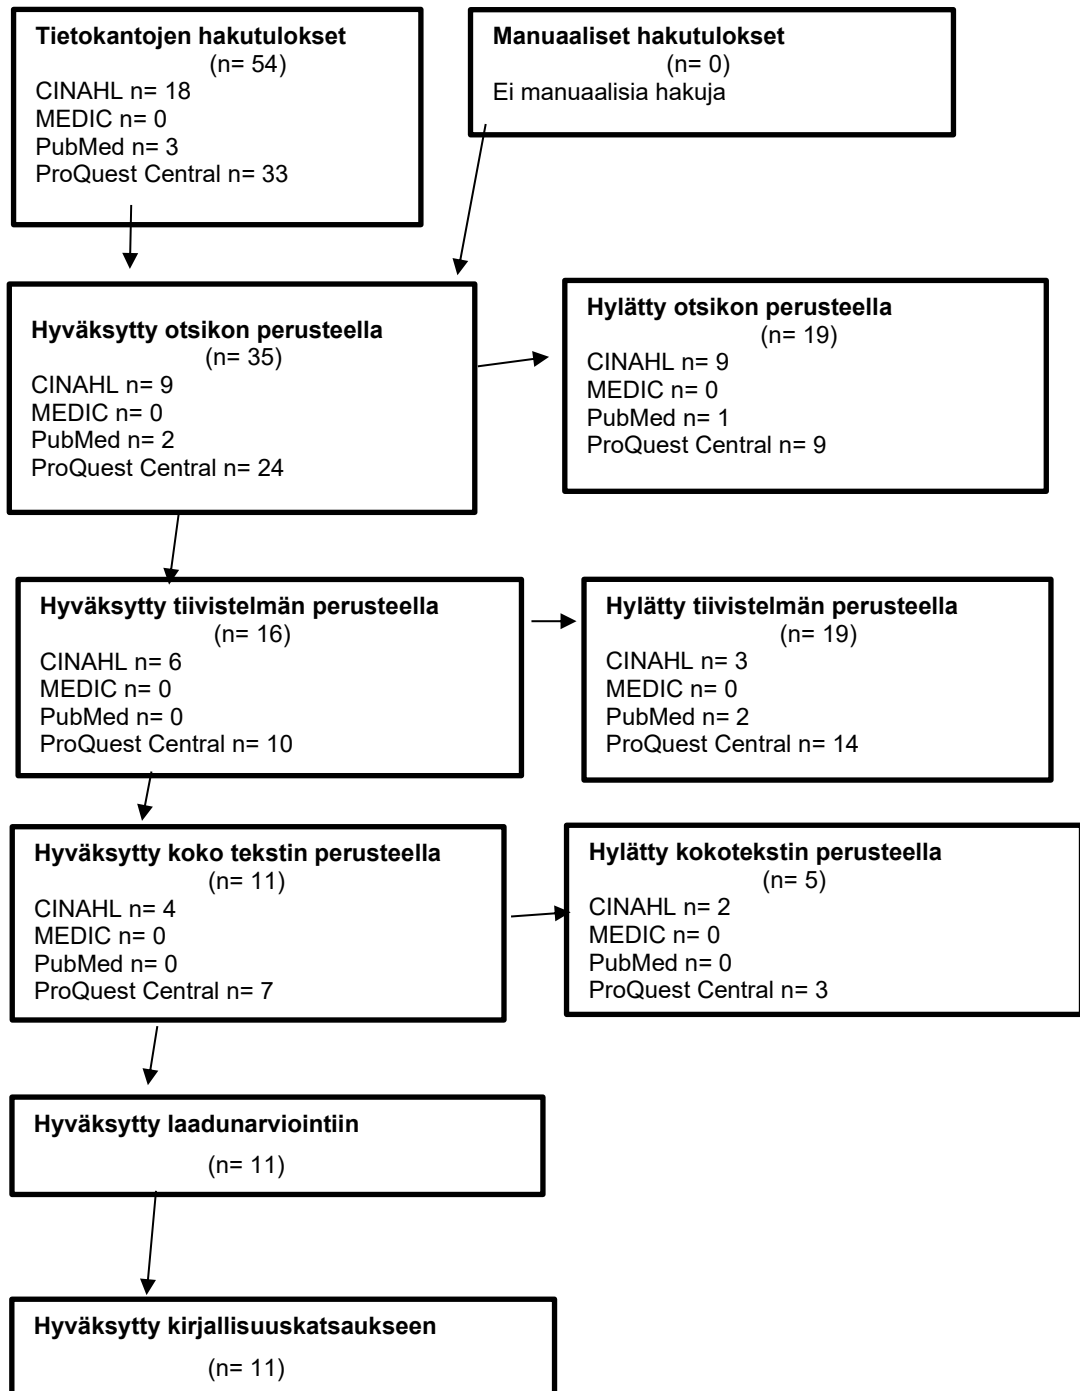 Tietokantojen hakutulokset
(n= 54)
CINAHL n= 18
MEDIC n= 0
PubMed n= 3
ProQuest Central n= 33
Manuaaliset hakutulokset
(n= 0)
Ei manuaalisia hakuja
Hyväksytty otsikon perusteella
(n= 35)
CINAHL n= 9
MEDIC n= 0
PubMed n= 2
ProQuest Central n= 24
Hylätty otsikon perusteella
(n= 19)
CINAHL n= 9
MEDIC n= 0
PubMed n= 1
ProQuest Central n= 9
Hyväksytty tiivistelmän perusteella
(n= 16)
CINAHL n= 6
MEDIC n= 0
PubMed n= 0
ProQuest Central n= 10
Hylätty tiivistelmän perusteella
(n= 19)
CINAHL n= 3
MEDIC n= 0
PubMed n= 2
ProQuest Central n= 14
Hyväksytty koko tekstin perusteella
(n= 11)
CINAHL n= 4
MEDIC n= 0
PubMed n= 0
ProQuest Central n= 7
Hylätty kokotekstin perusteella
(n= 5)
CINAHL n= 2
MEDIC n= 0
PubMed n= 0
ProQuest Central n= 3
Hyväksytty laadunarviointiin
(n= 11)
Hyväksytty kirjallisuuskatsaukseen
(n= 11)